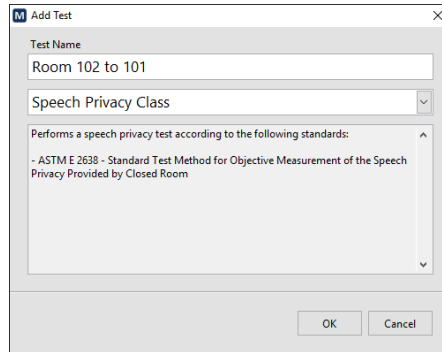 M Add Test
Test Name
Room 102 to 101
Speech Privacy Class
Performs a speech privacy test according to the following standards:
- ASTM E 2638 - Standard Test Method for Objective Measurement of the Speech
Privacy Provided by Closed Room
OK Cancel